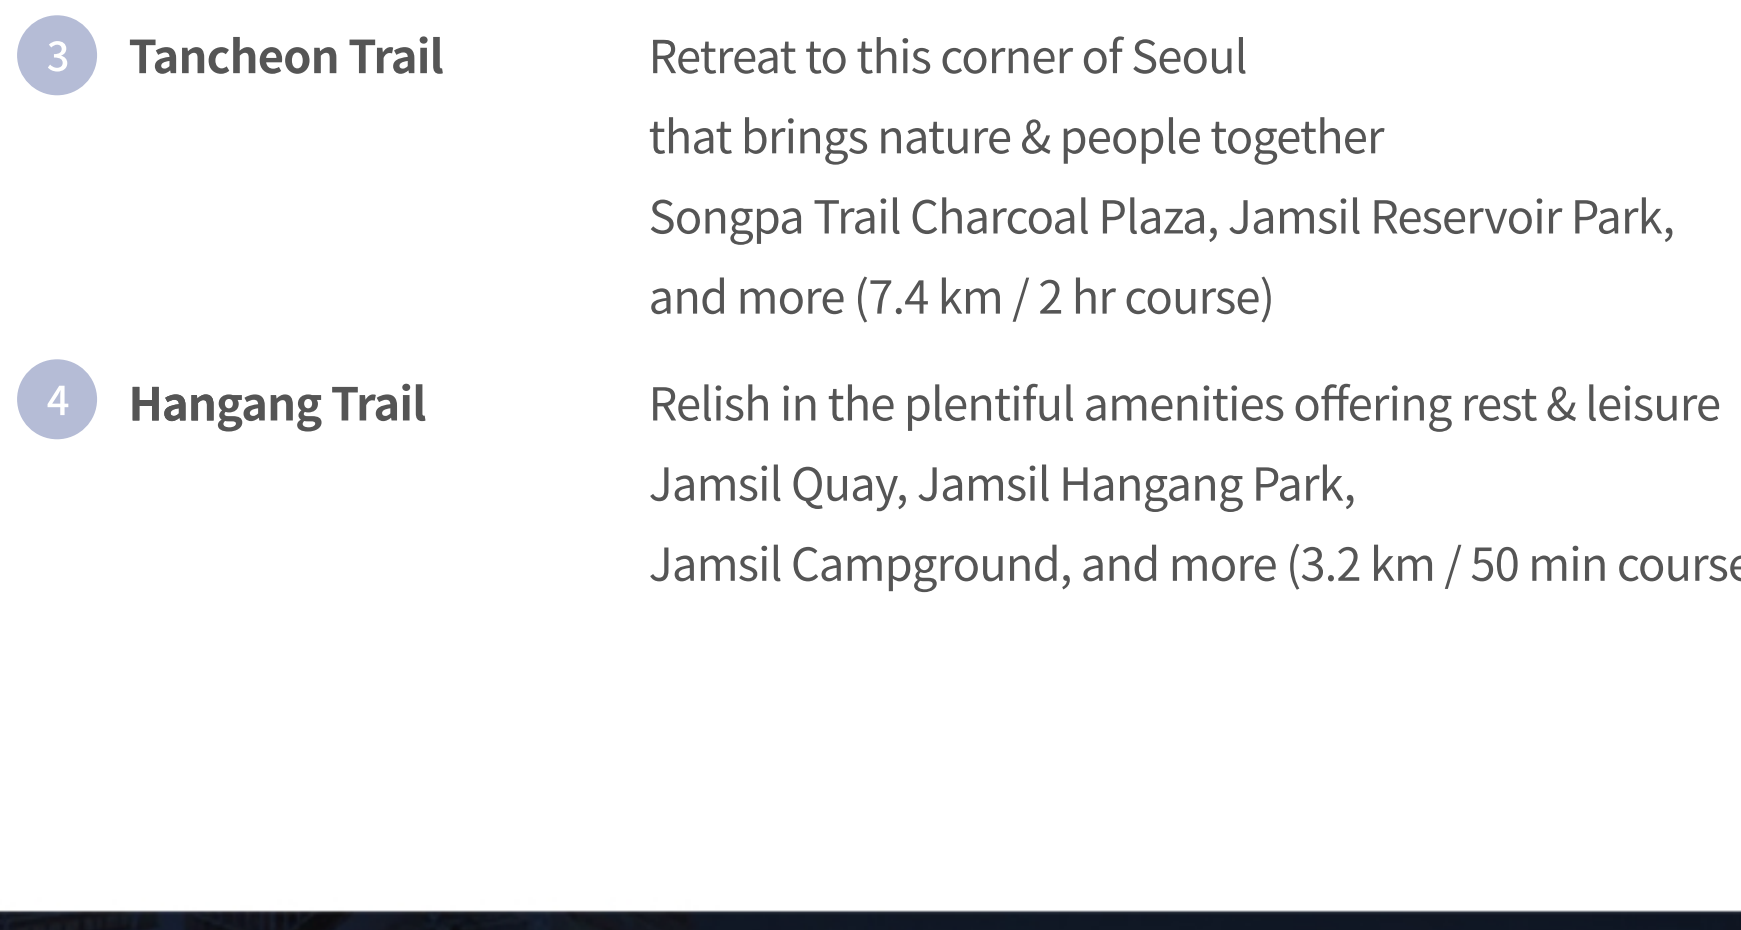 3 Tancheon Trail Retreat to this corner of Seoul
that brings nature & people together
Songpa Trail Charcoal Plaza, Jamsil Reservoir Park,
and more (7.4 km / 2 hr course)
4 Hangang Trail Relish in the plentiful amenities offering rest & leisure
Jamsil Quay, Jamsil Hangang Park,
Jamsil Campground, and more (3.2 km / 50 min course